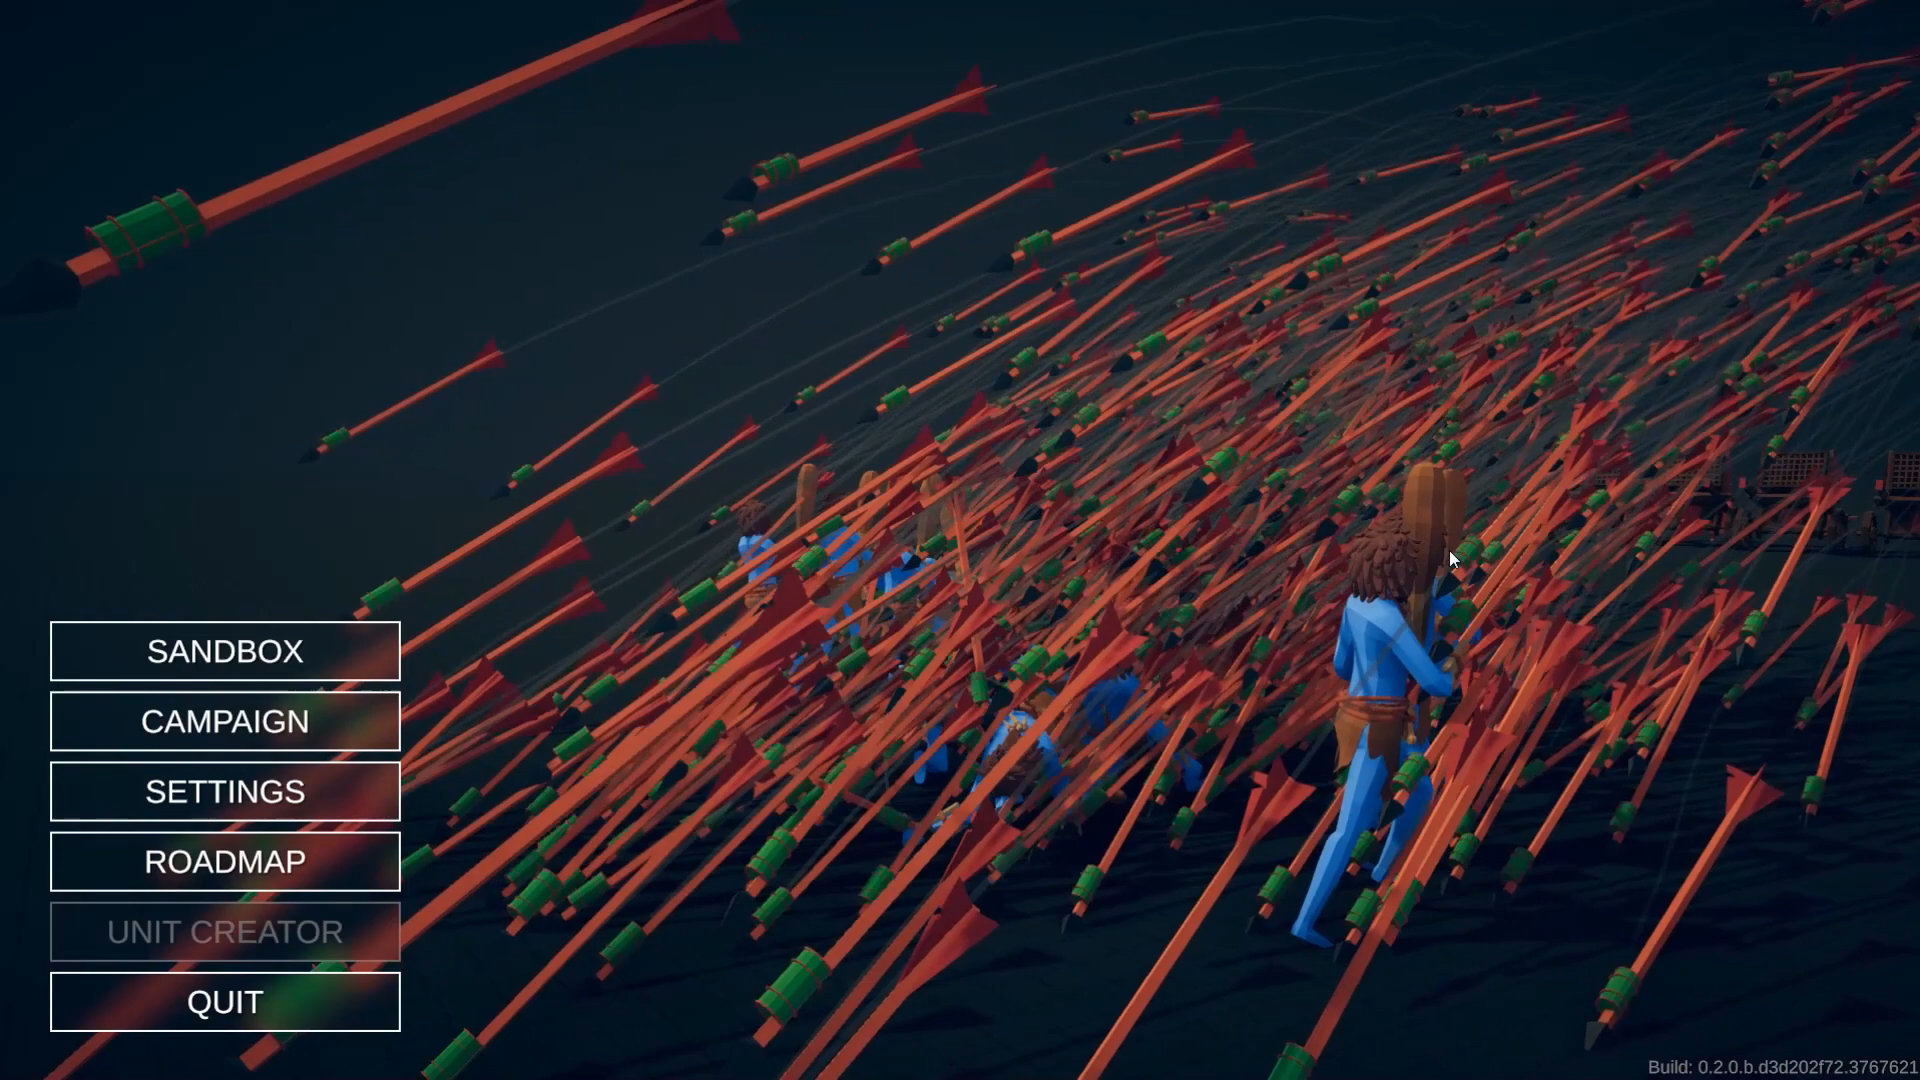 SANDBOX
CAMPAIGN
SETTINGS
ROADMAP
UNIT CREATOR
QUIT
Build: 0.2.0.b.d3d202f72.3767621